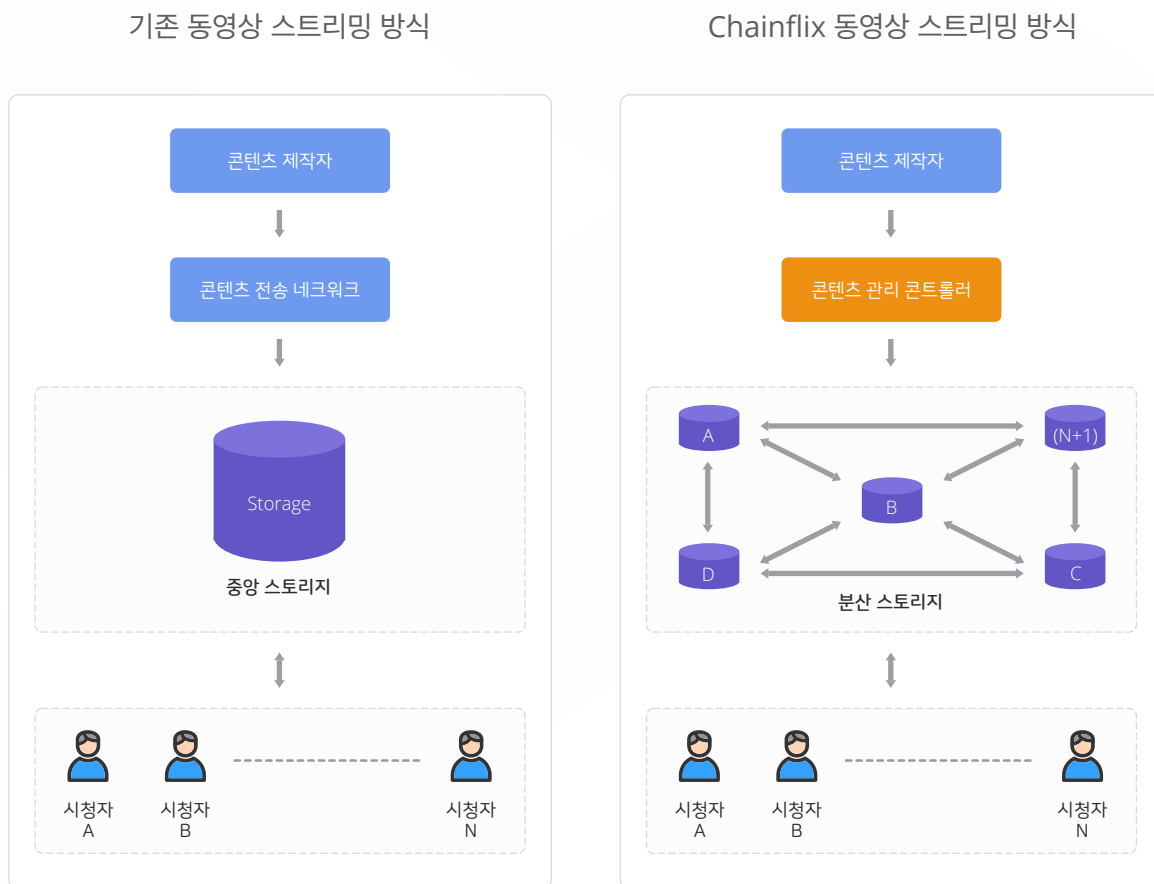 기존 동영상 스트리밍 방식
콘텐츠 제작자
콘텐츠 전송 네크워크
Storage
중앙 스토리지
시청자
A
시청자
B
시청자
N
Chainflix 동영상 스트리밍 방식
콘텐츠 제작자
콘텐츠 관리 콘트롤러
A
(N+1)
B
D
C
분산 스토리지
시청자
A
시청자
B
시청자
N